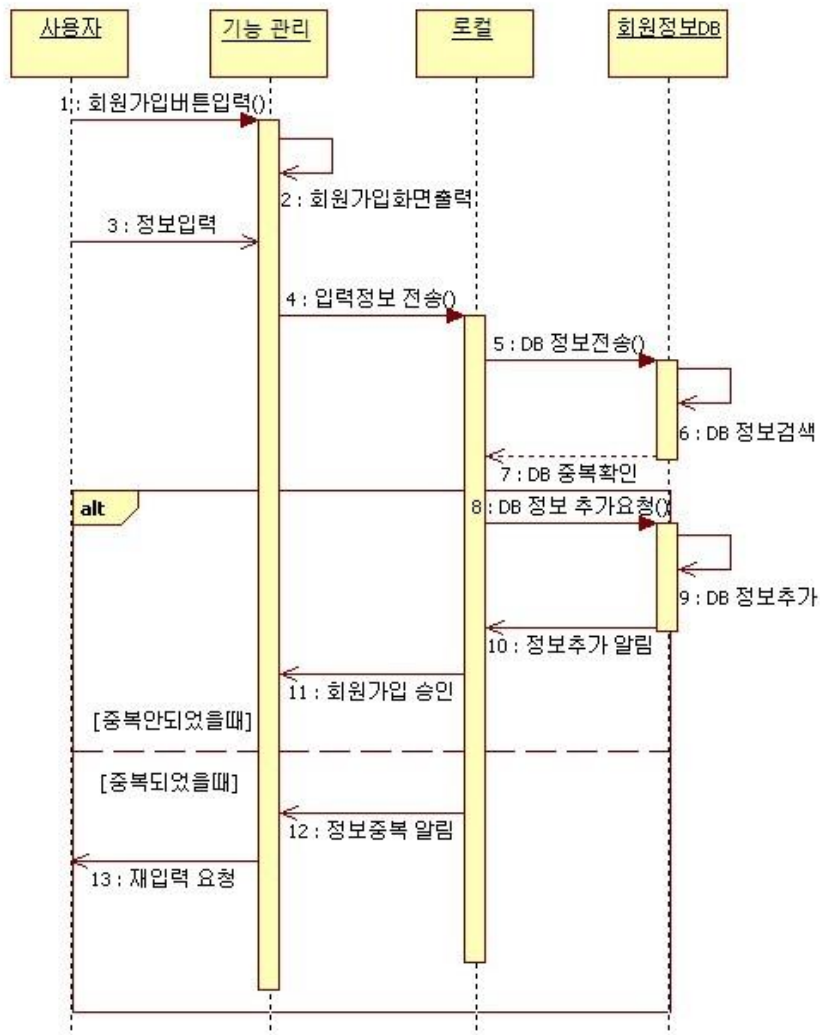 사용자
기능 관리
로컬
회원정보DB
1 : 회원가입버튼입력()
2 : 회원가입화면출력
3 : 정보입력
4 : 입력정보 전송()
5 : DB 정보전송()
6 : DB 정보검색
7 : DB 중복확인
alt
8 : DB 정보 추가요청()
9 : DB 정보추가
10 : 정보추가 알림
11 : 회원가입 승인
[중복안되었을때]
[중복되었을때]
12 : 정보중복 알림
13 : 재입력 요청